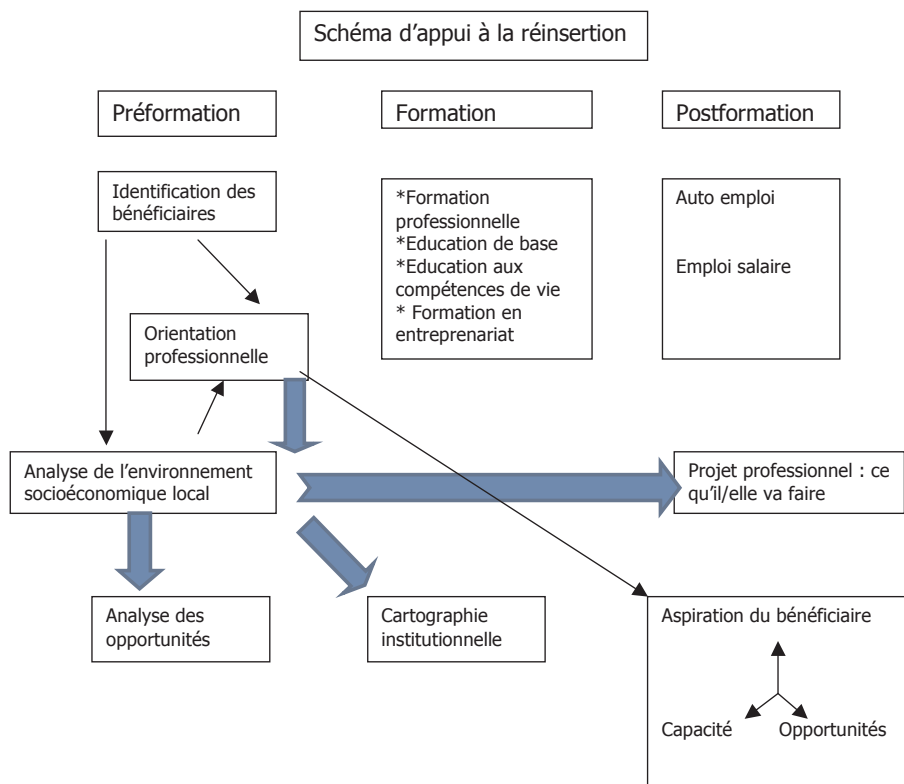 Schéma d'appui à la réinsertion
Préformation
Formation
Postformation
Identification des
bénéficiaires
*Formation
professionnelle
*Education de base
*Education aux
compétences de vie
* Formation en
entreprenariat
Auto emploi
Emploi salaire
Orientation
professionnelle
Analyse de l'environnement
socioéconomique local
Projet professionnel : ce
qu'il/elle va faire
Analyse des
opportunités
Cartographie
institutionnelle
Aspiration du bénéficiaire
Capacité
Opportunités